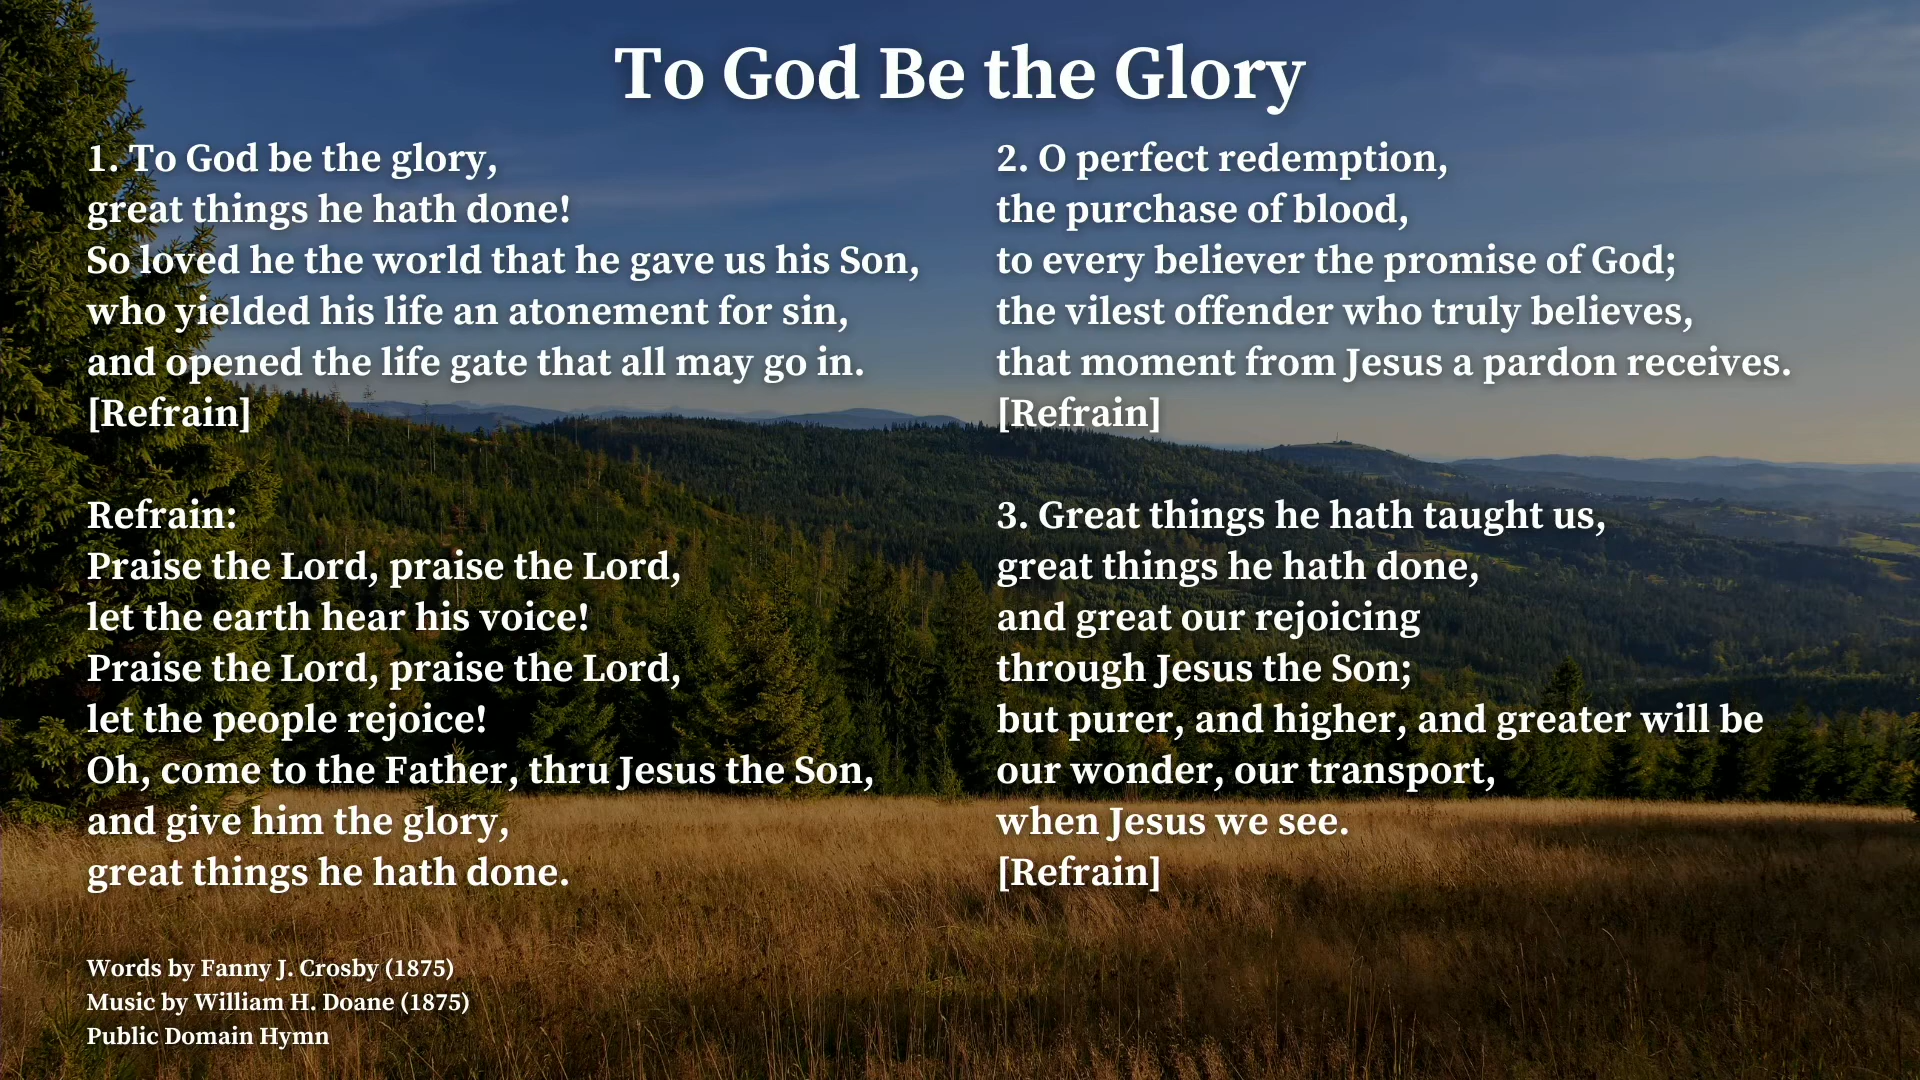 To God Be the Glory
1. To God be the glory,
great things he hath done!
So loved he the world that he gave us his Son,
who yielded his life an atonement for sin,
and opened the life gate that all may go in.
[Refrain]
Refrain:
Praise the Lord, praise the Lord,
let the earth hear his voice!
Praise the Lord, praise the Lord,
let the people rejoice!
Oh, come to the Father, thru Jesus the Son,
and give him the glory,
great things he hath done.
2. O perfect redemption,
the purchase of blood,
to every believer the promise of God;
the vilest offender who truly believes,
that moment from Jesus a pardon receives.
[Refrain]
3. Great things he hath taught us,
great things he hath done,
and great our rejoicing
through Jesus the Son;
but purer, and higher, and greater will be
our wonder, our transport,
when Jesus we see.
[Refrain]
Words by Fanny J. Crosby (1875)
Music by William H. Doane (1875)
Public Domain Hymn